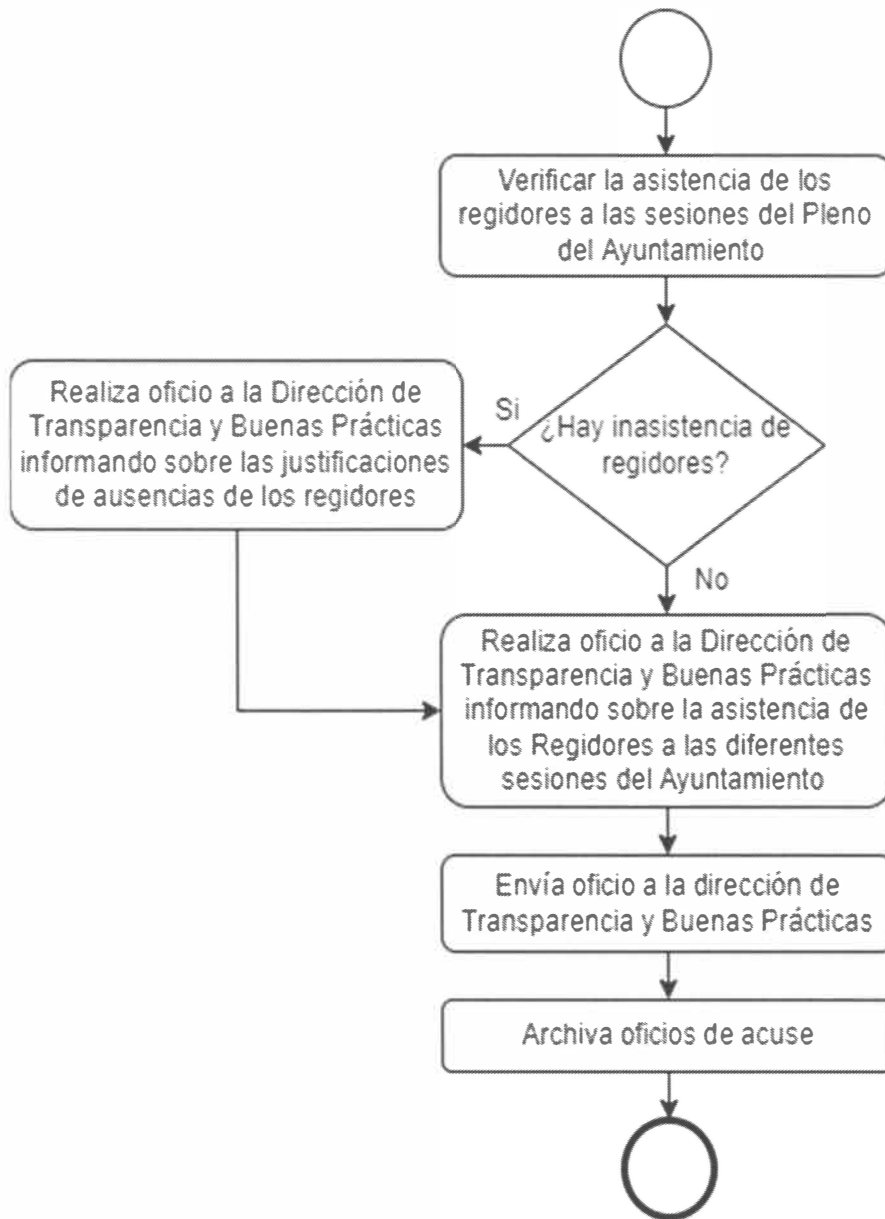 Verificar la asistencia de los
regidores a las sesiones del Pleno
del Ayuntamiento
¿Hay inasistencia de
regidores?
Si
Realiza oficio a la Dirección de
Transparencia y Buenas Prácticas
informando sobre las justificaciones
de ausencias de los regidores
No
Realiza oficio a la Dirección de
Transparencia y Buenas Prácticas
informando sobre la asistencia de
los Regidores a las diferentes
sesiones del Ayuntamiento
Envía oficio a la dirección de
Transparencia y Buenas Prácticas
Archiva oficios de acuse